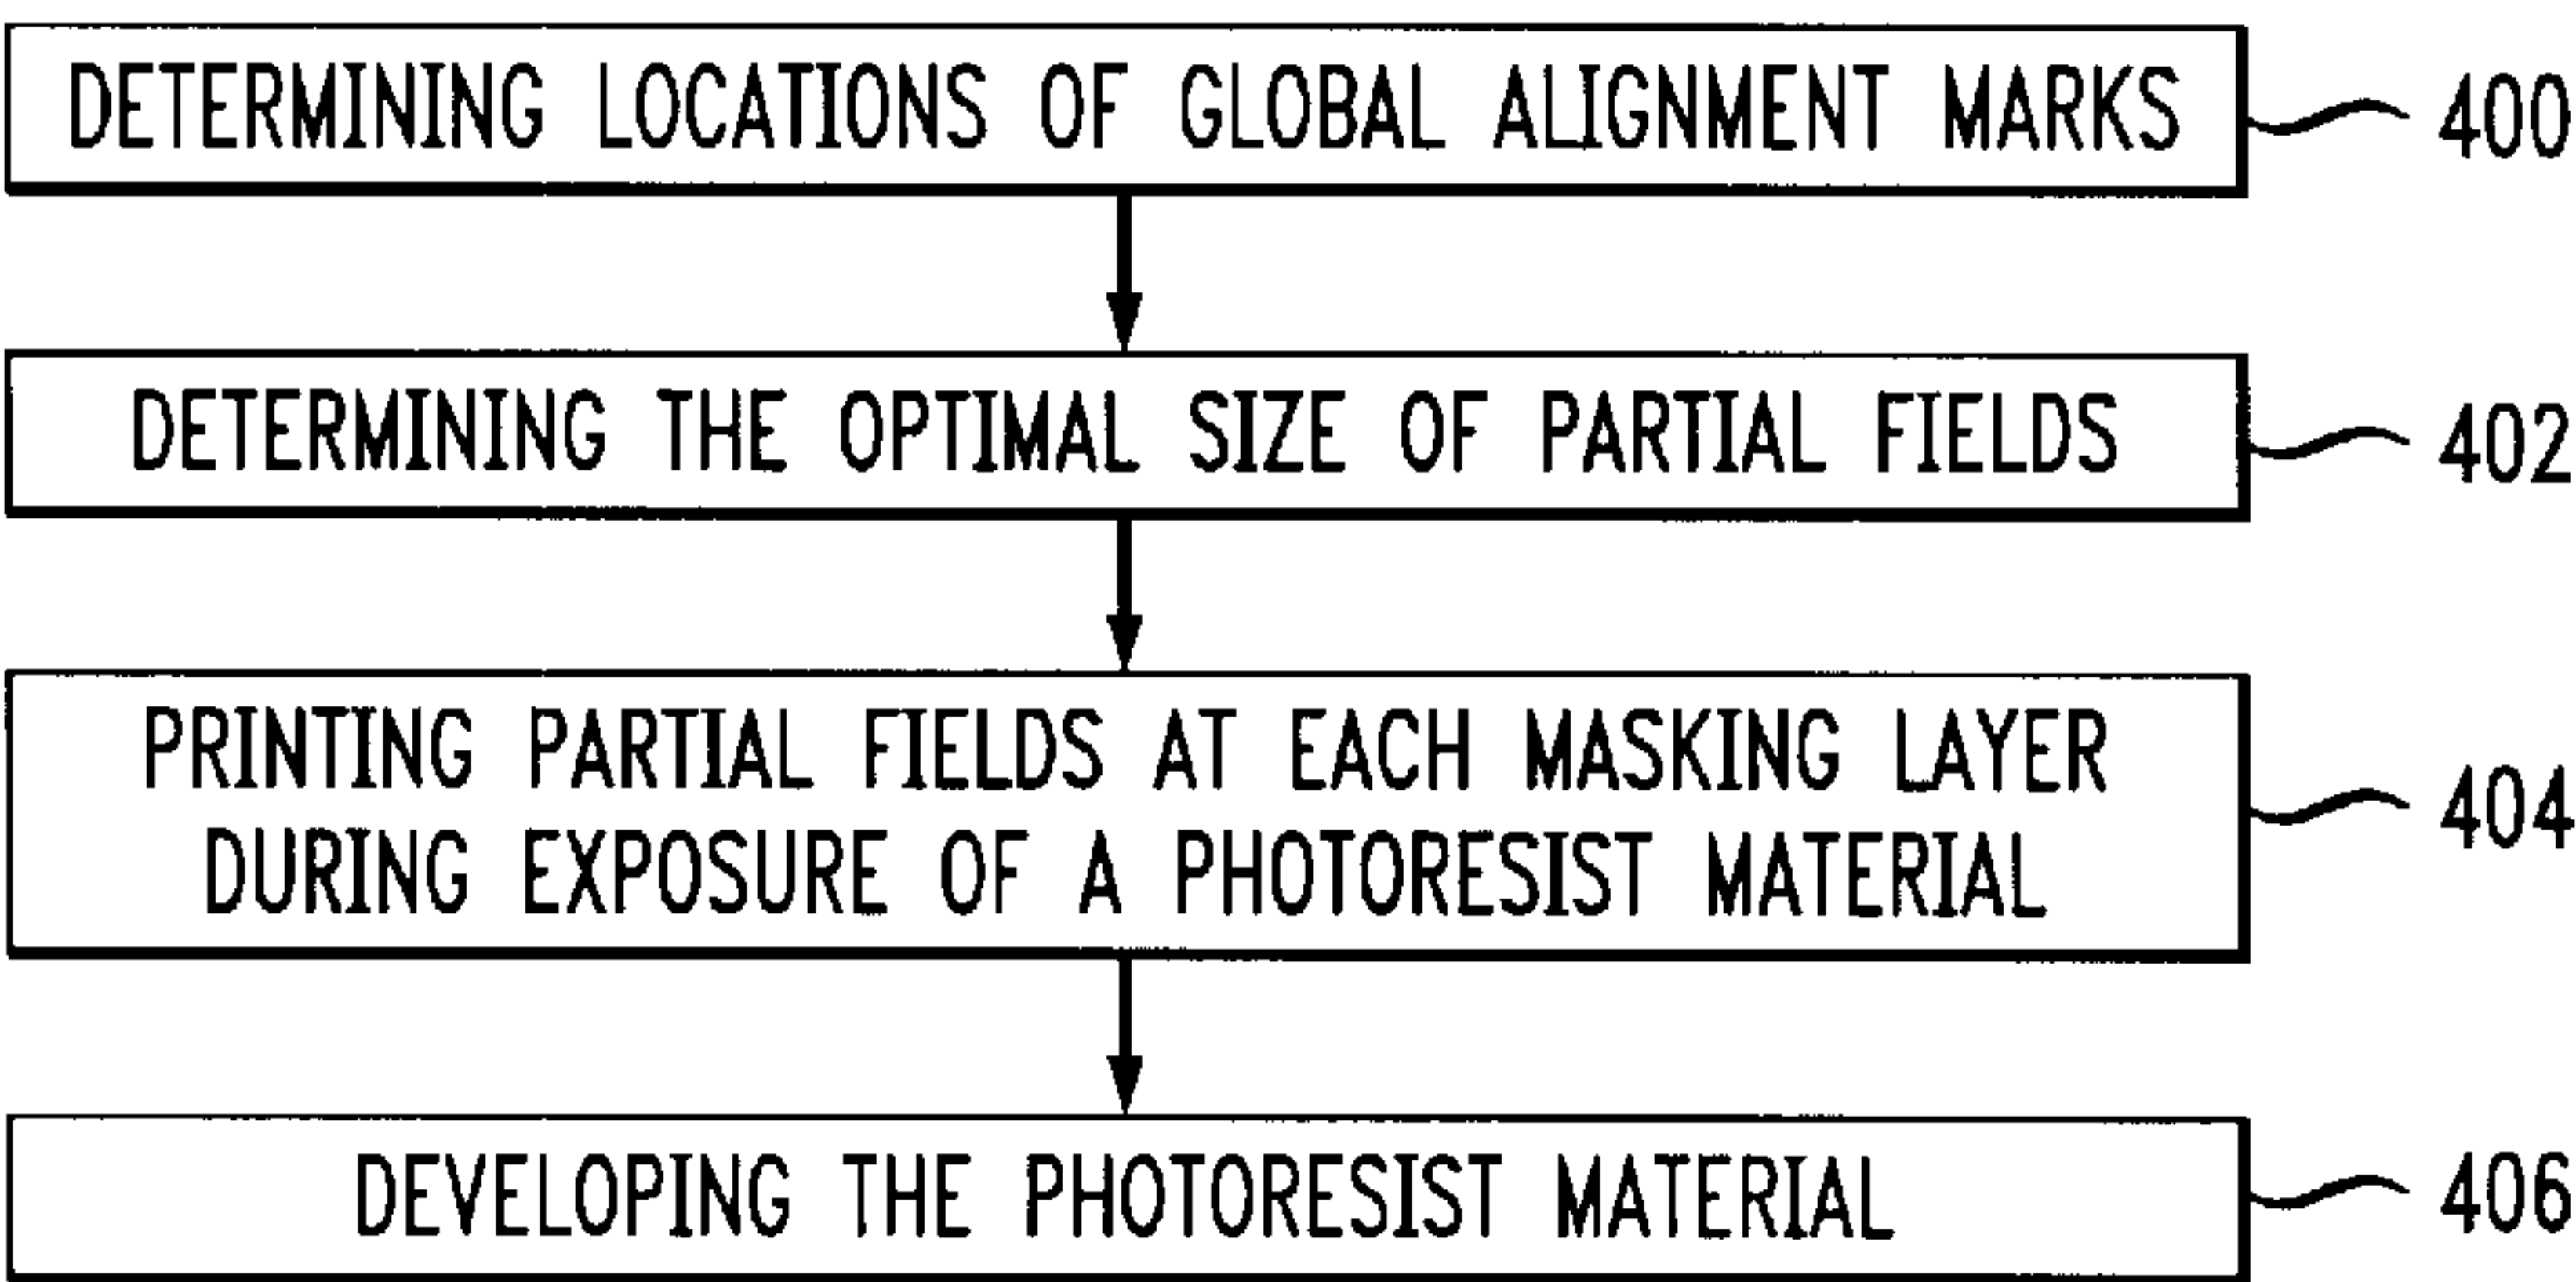 DETERMINING LOCATIONS OF GLOBAL ALIGNMENT MARKS
400
DETERMINING THE OPTIMAL SIZE OF PARTIAL FIELDS
402
PRINTING PARTIAL FIELDS AT EACH MASKING LAYER
DURING EXPOSURE OF A PHOTORESIST MATERIAL
404
DEVELOPING THE PHOTORESIST MATERIAL
406